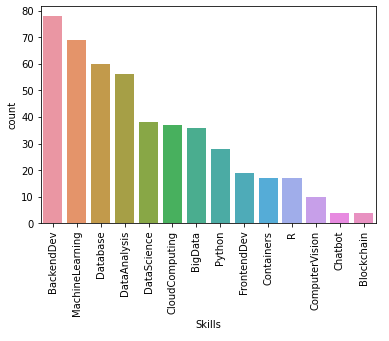 80
70
60
50
40
30
20
10
0
count
BackendDev
MachineLearning
Database
DataAnalysis
DataScience
CloudComputing
BigData
Python
FrontendDev
Containers
R
ComputerVision
Chatbot
Blockchain
Skills